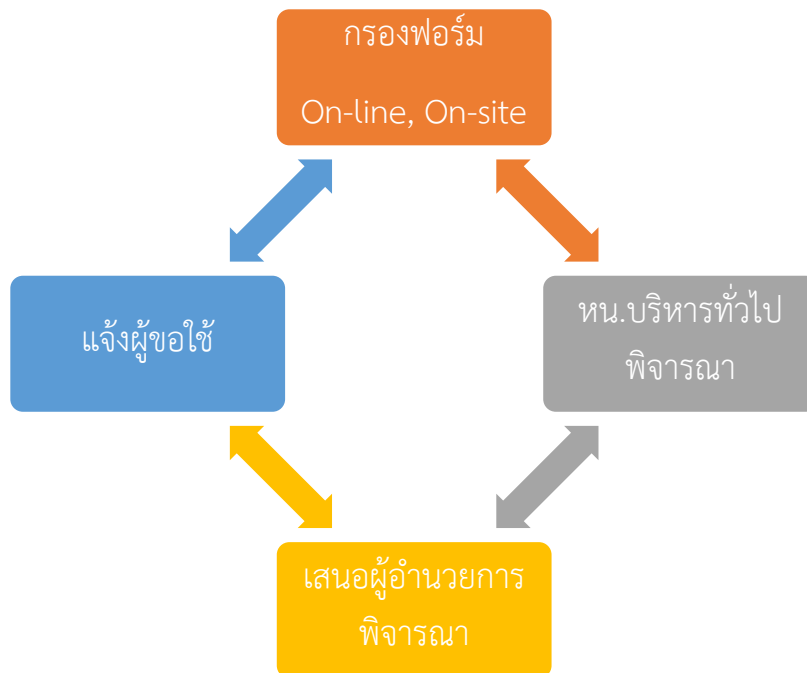 กรองฟอร์ม
On-line, On-site
แจ้งผู้ขอใช้
หน.บริหารทั่วไป
พิจารณา
เสนอผู้อำนวยการ
พิจารณา